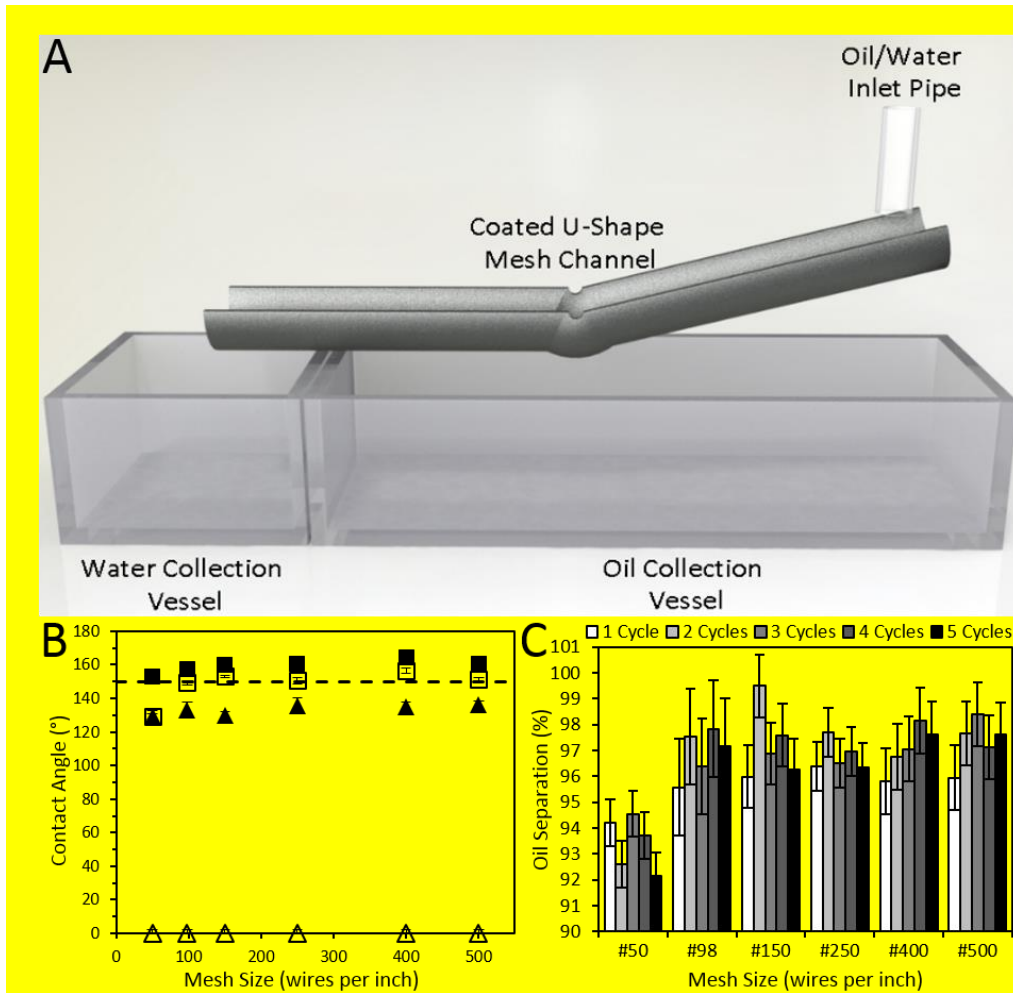 A
Oil/Water
Inlet Pipe
Coated U-Shape
Mesh Channel
Water Collection
Vessel
Oil Collection
Vessel
B
180
160
140
120
100
80
60
40
20
0
Contact Angle (°)
0 100 200 300 400 500
Mesh Size (wires per inch)
C
1 Cycle 2 Cycles 3 Cycles 4 Cycles 5 Cycles
101
100
99
98
97
96
95
94
93
92
91
90
Oil Separation (%)
#50 #98 #150 #250 #400 #500
Mesh Size (wires per inch)